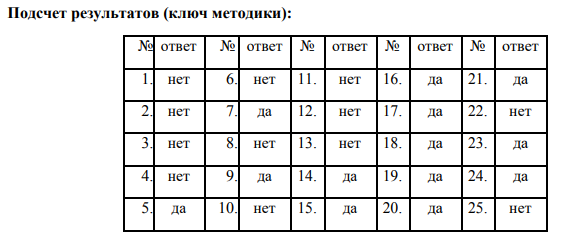 Подсчет результатов (ключ методики):
№ ответ № ответ № ответ № ответ № ответ
1. нет 6. нет 11. нет 16. да 21. да
2. нет 7. да 12. нет 17. да 22. нет
3. нет 8. нет 13. нет 18. да 23. да
4. нет 9. да 14. да 19. да 24. да
5. да 10. нет 15. да 20. да 25. нет